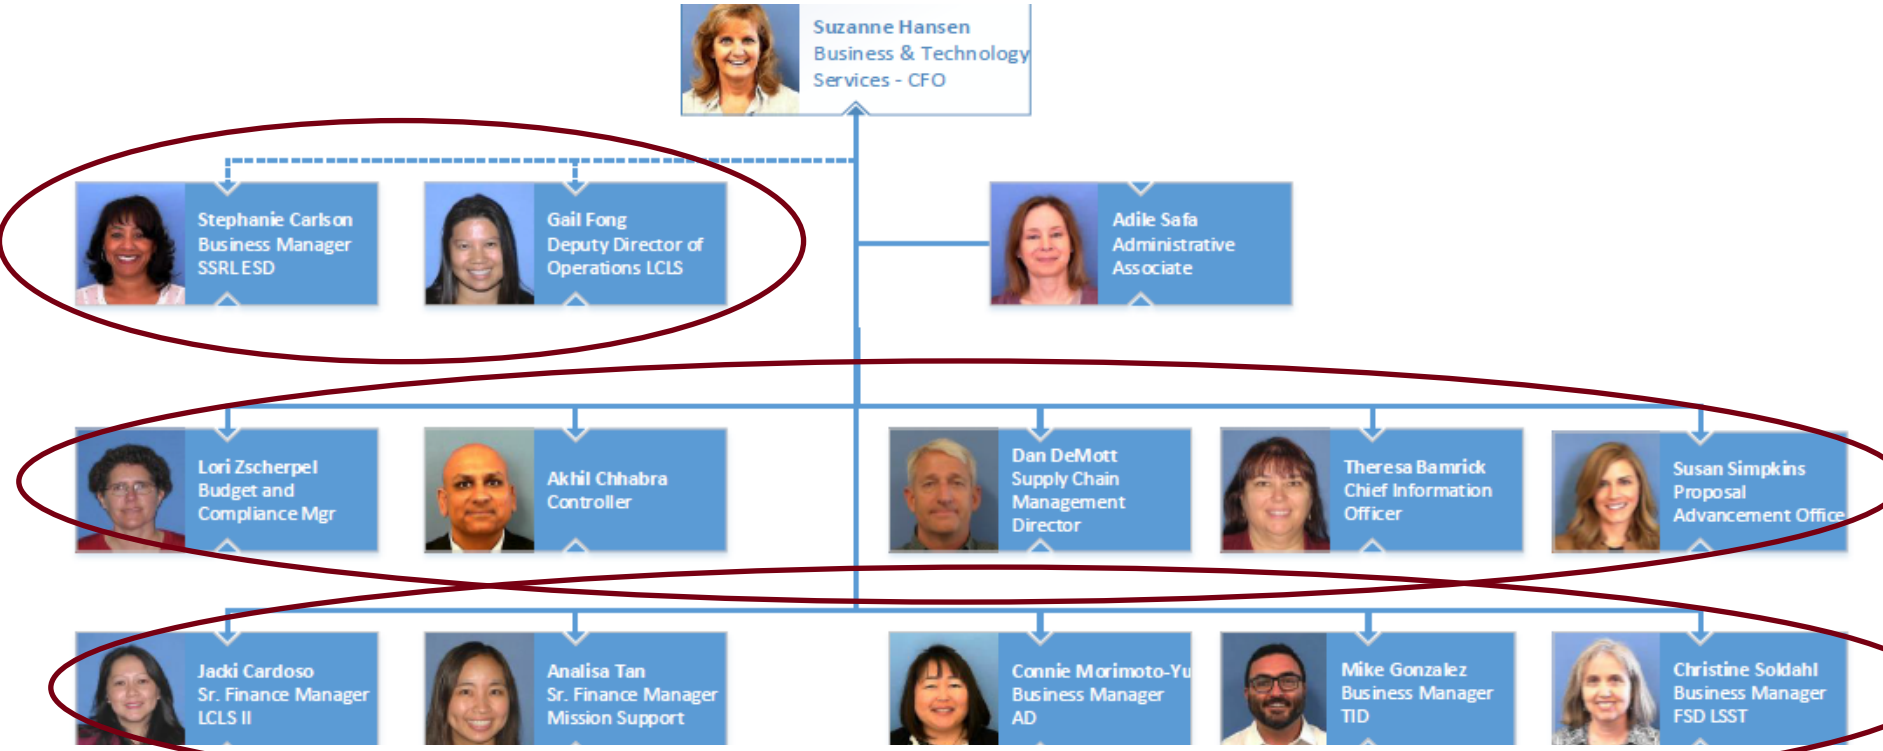 Suzanne Hansen
Business & Technology
Services - CFO
Stephanie Carlson
Business Manager
SSRL ESD
Gail Fong
Deputy Director of
Operations LCLS
Adile Safa
Administrative
Associate
Lori Zscherpel
Budget and
Compliance Mgr
Akhil Chhabra
Controller
Dan DeMott
Supply Chain
Management
Director
Theresa Bamrick
Chief Information
Officer
Susan Simpkins
Proposal
Advancement Office
Jacki Cardoso
Sr. Finance Manager
LCLS II
Analisa Tan
Sr. Finance Manager
Mission Support
Connie Morimoto-Yu
Business Manager
AD
Mike Gonzalez
Business Manager
TID
Christine Soldahl
Business Manager
FSD LSST